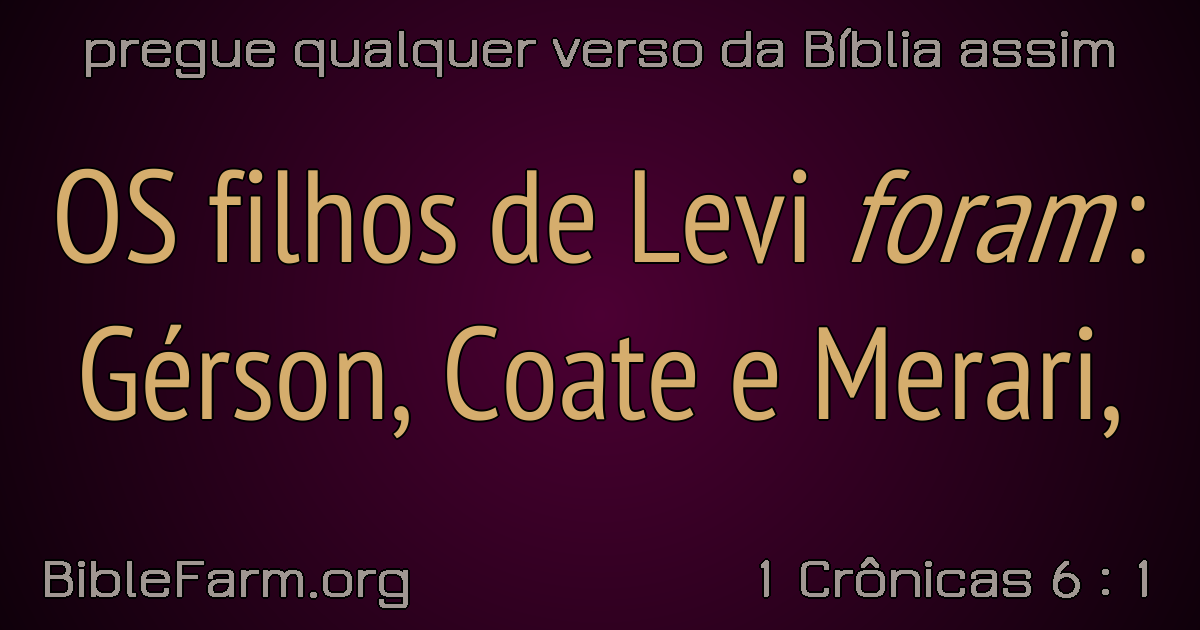 pregue qualquer verso da Bíblia assim
OS filhos de Levi foram:
Gérson, Coate e Merari,
BibleFarm.org
1 Crônicas 6 : 1